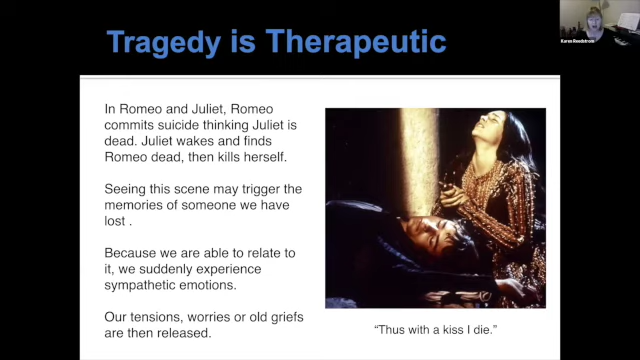 Tragedy is Therapeutic
Karen Reedstrom
In Romeo and Juliet, Romeo
commits suicide thinking Juliet is
dead. Juliet wakes and finds
Romeo dead, then kills herself.
Seeing this scene may trigger the
memories of someone we have
lost .
Because we are able to relate to
it, we suddenly experience
sympathetic emotions.
Our tensions, worries or old griefs
are then released.
“Thus with a kiss I die.”